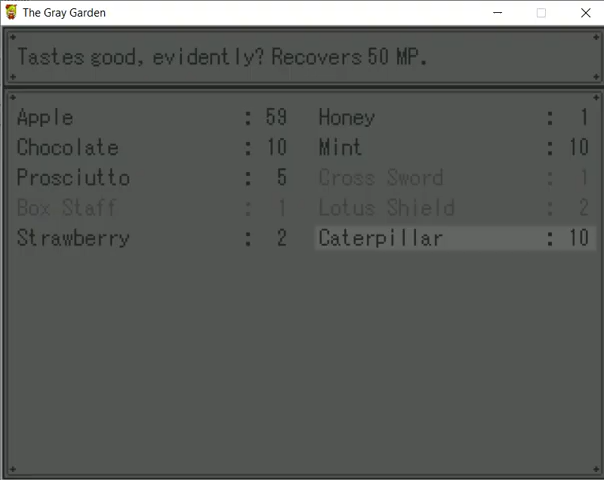 The Gray Garden
Tastes good, evidently? Recovers 50 MP.
Apple : 59 Honey : 1
Chocolate : 10 Mint : 10
Prosciutto : 5 Cross Sword : 1
Box Staff : 1 Lotus Shield : 2
Strawberry : 2 Caterpillar : 10